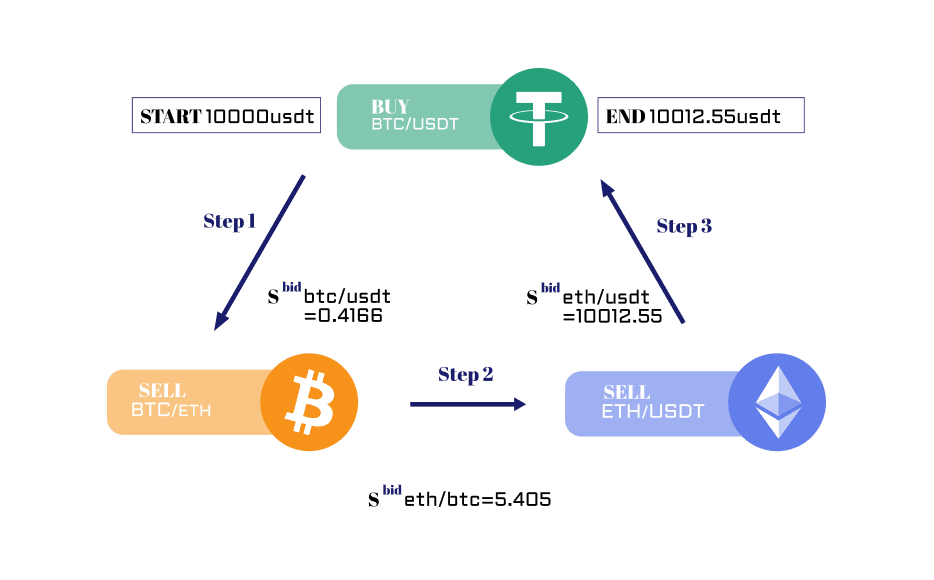 BUY
BTC/USDT
START 10000usdt
END 10012.55usdt
Step 1
Step 3
S bid btc/usdt
=0.4166
S bid eth/usdt
=10012.55
SELL
BTC/ETH
Step 2
SELL
ETH/USDT
S bid eth/btc=5.405